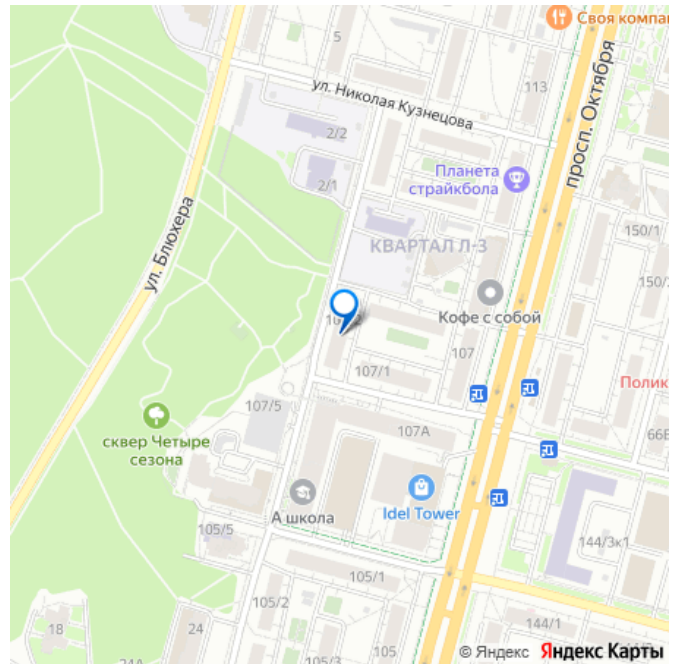 Своя компа
5
ул. Николая Кузнецова
113
просп. Октября
2/2
Планета
страйкбола
2/1
ул. Блюхера
150/1
КВАРТАЛ Л-3
150/
Кофе с собой
107
107/1
Полик
107/5
сквер Четыре
сезона
107А
66Б
А школа
Idel Tower
105/5
144/3к1
105/1
105/2
144/1
18
24
105
24А
105/3
© Яндекс Яндекс Карты